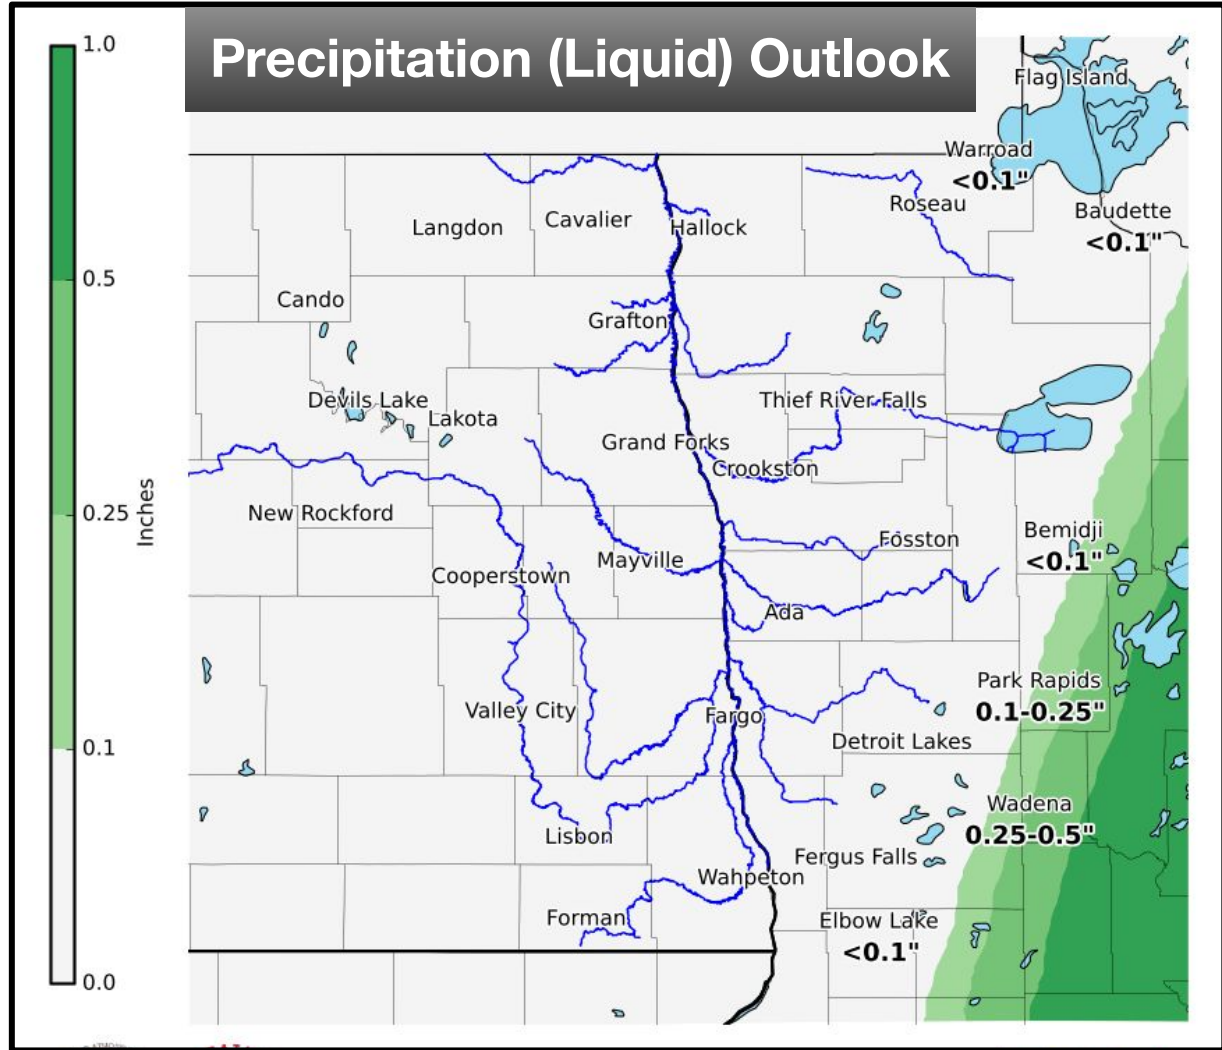 Precipitation (Liquid) Outlook
1.0
0.5
0.25
0.1
0.0
Inches
Flag Island
Warroad
<0.1"
Roseau
Baudette
<0.1"
Langdon
Cavalier
Hallock
Cando
Grafton
Devils Lake
Lakota
Thief River Falls
Grand Forks
Crookston
New Rockford
Mayville
Fosston
Bemidji
<0.1"
Cooperstown
Ada
Park Rapids
0.1-0.25"
Valley City
Fargo
Detroit Lakes
Wadena
0.25-0.5"
Lisbon
Fergus Falls
Wahpeton
Forman
Elbow Lake
<0.1"